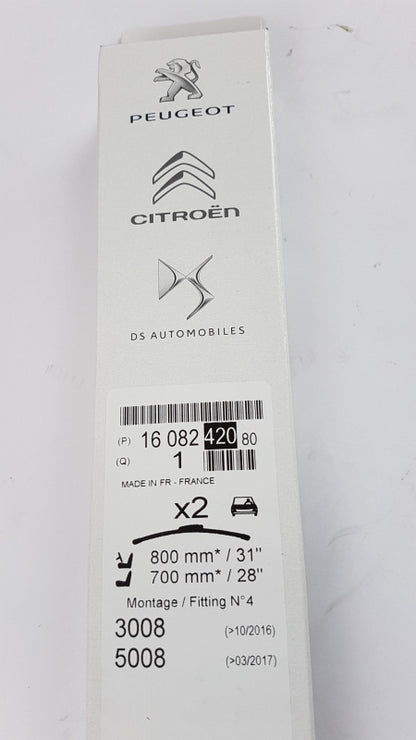 PEUGEOT
CITROËN
DS AUTOMOBILES
(P) 16 082 420 80
(Q) 1
MADE IN FR - FRANCE
x2
800 mm* / 31"
700 mm* / 28"
Montage / Fitting N°4
3008 (>10/2016)
5008 (>03/2017)